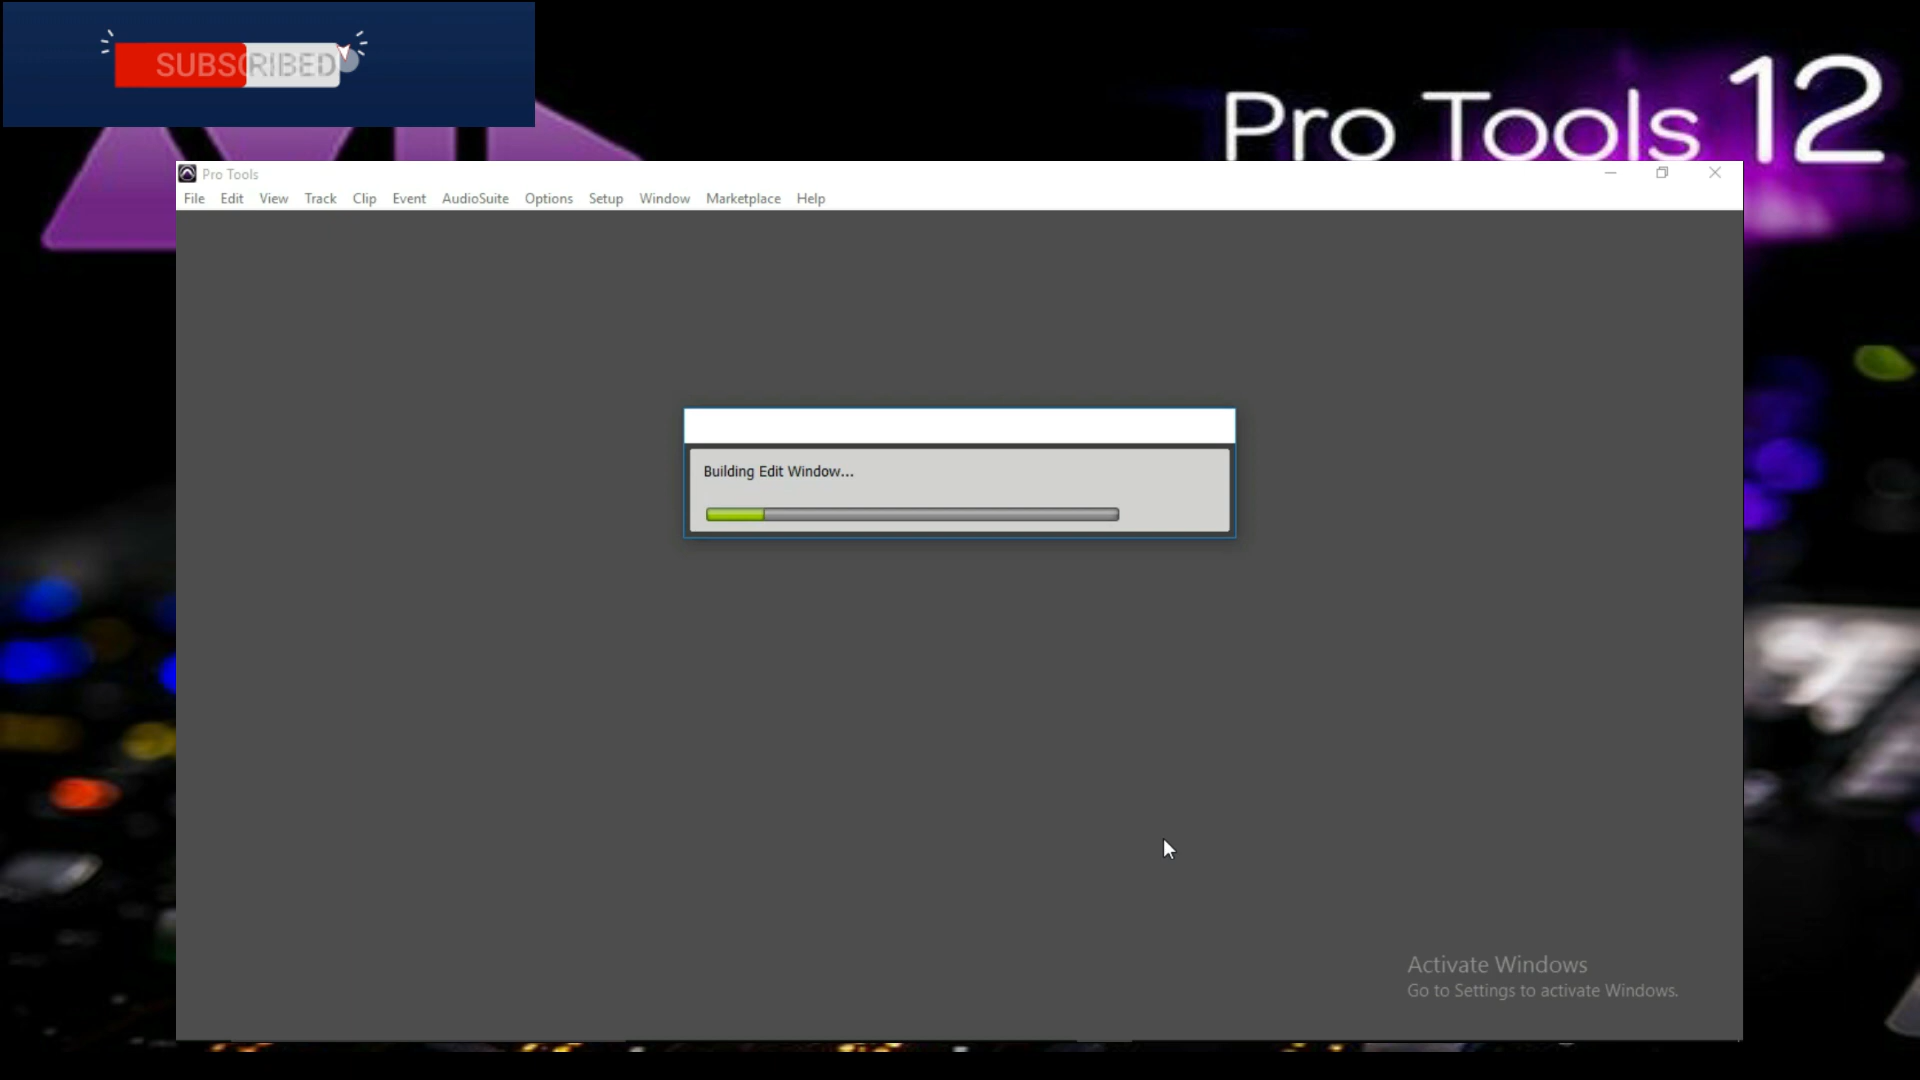 SUBSCRIBED
Pro Tools 12
Pro Tools
File Edit View Track Clip Event AudioSuite Options Setup Window Marketplace Help
Building Edit Window...
Activate Windows
Go to Settings to activate Windows.